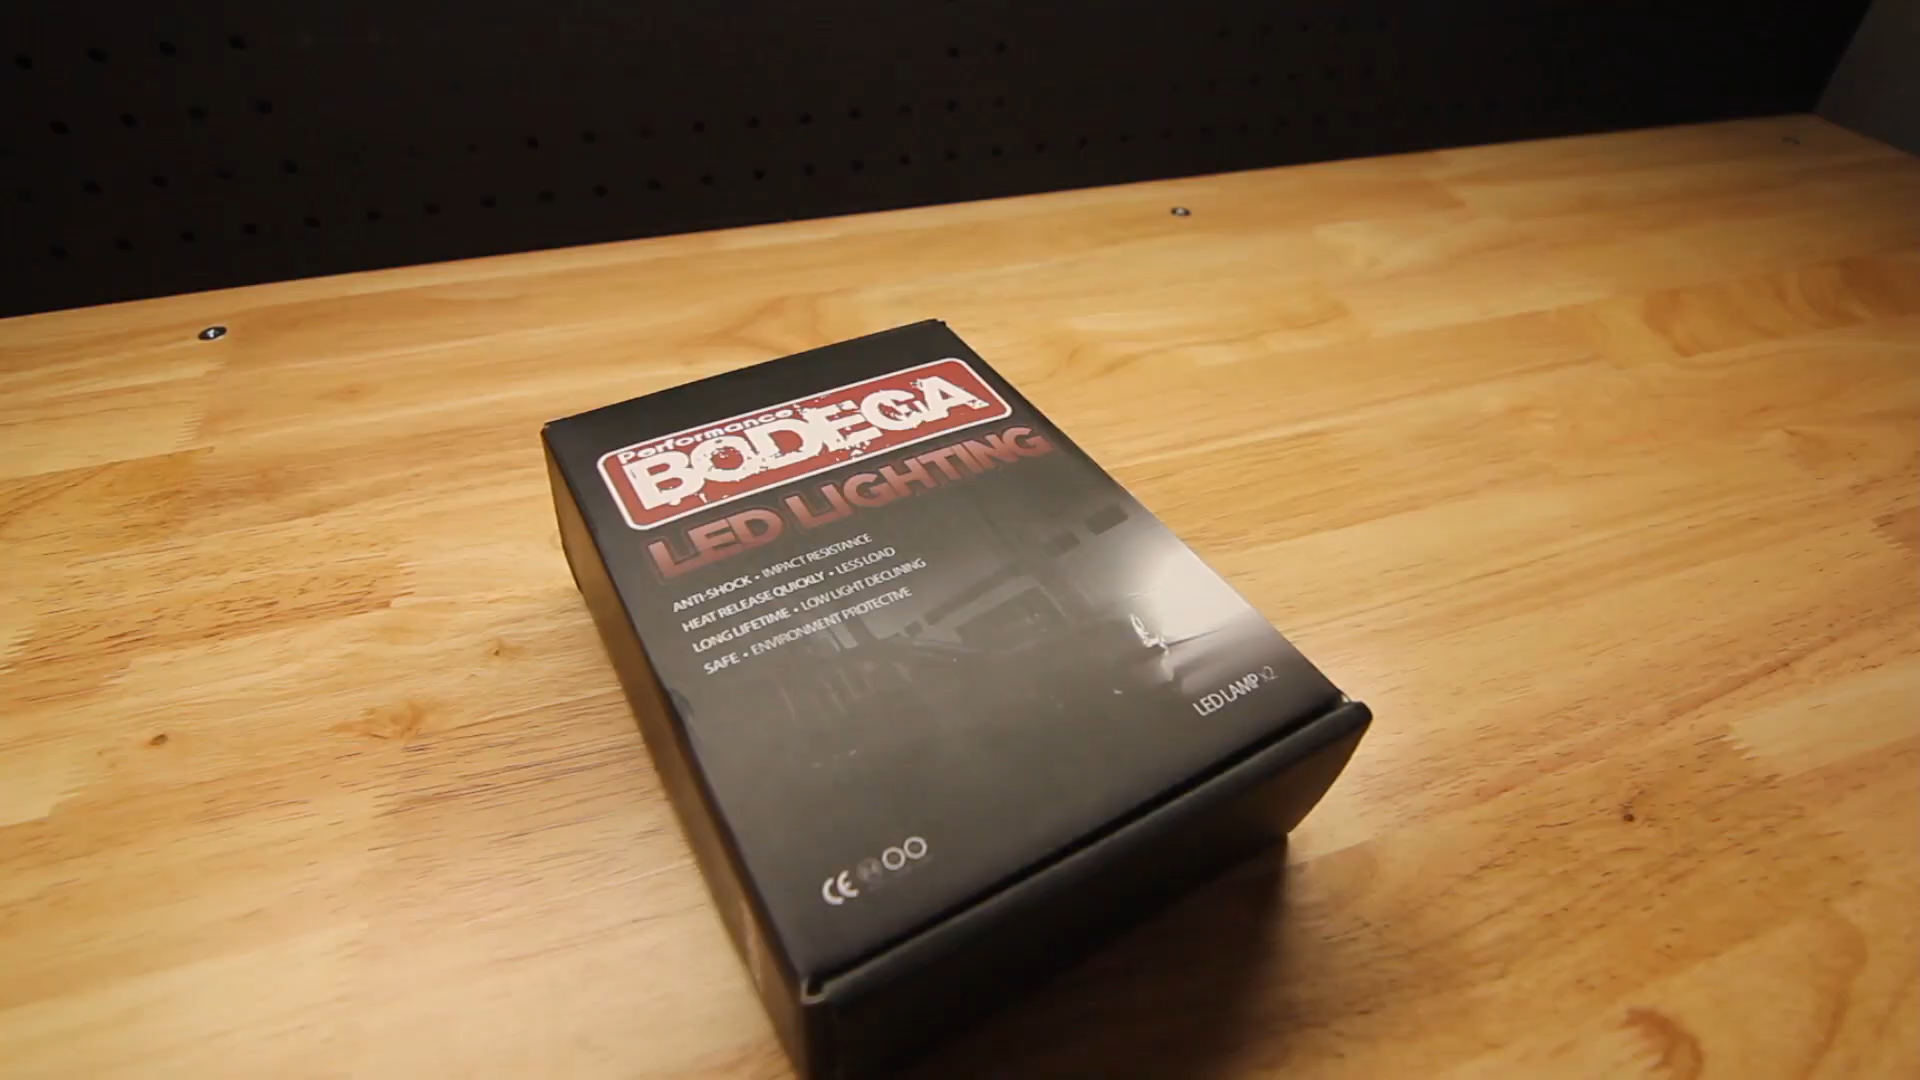 Performance
BODEGA
LED LIGHTING
ANTI-SHOCK • IMPACT RESISTANCE
HEAT RELEASE QUICKLY • LESS LOAD
LONG LIFETIME • LOW LIGHT DECLINING
SAFE • ENVIRONMENT PROTECTIVE
LED LAMP x2
CE